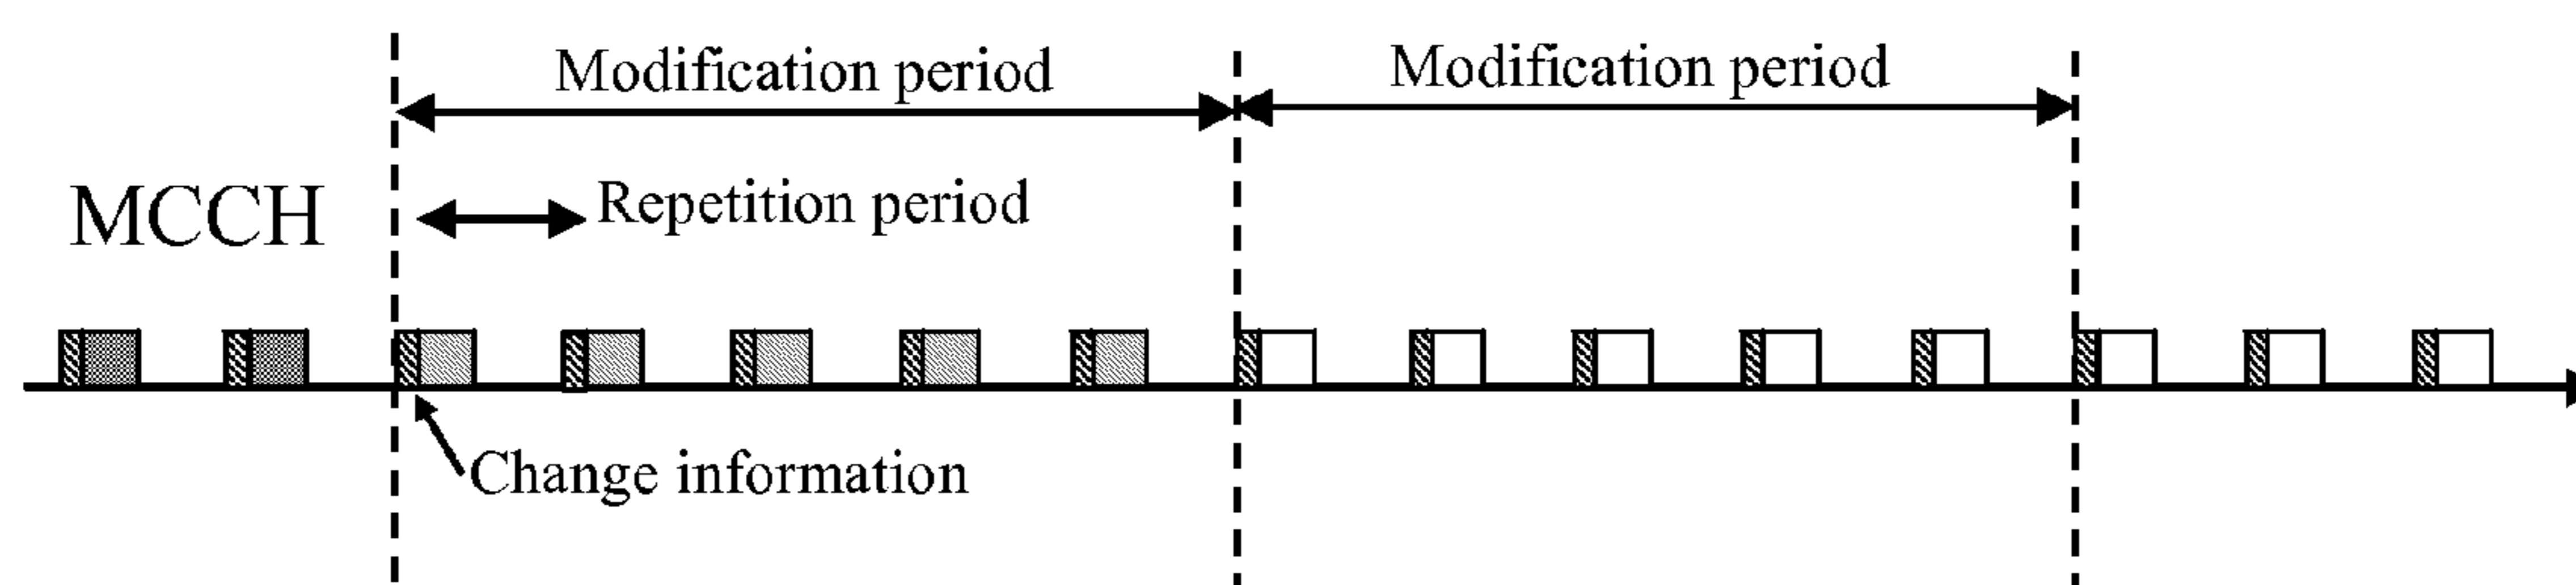 Modification period
Modification period
MCCH
Repetition period
Change information